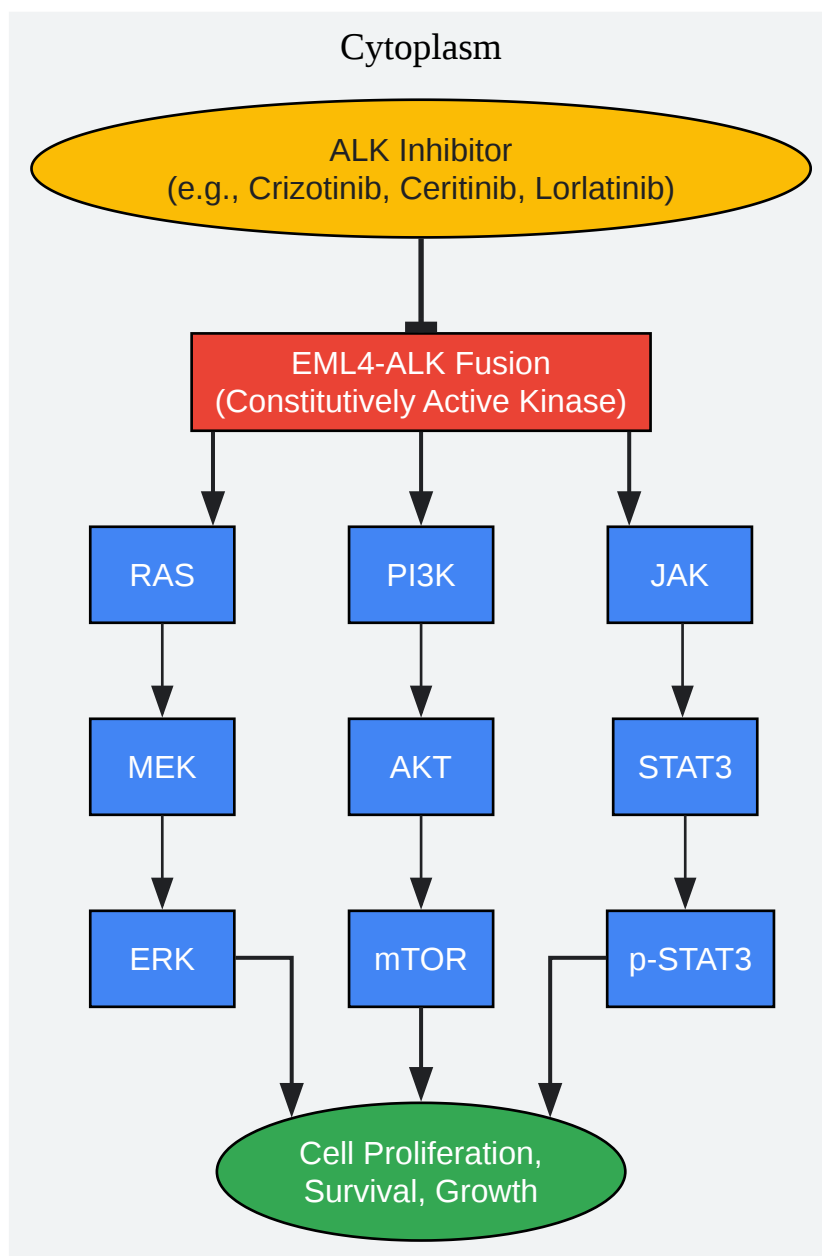 Cytoplasm
ALK Inhibitor
(e.g., Crizotinib, Ceritinib, Lorlatinib)
EML4-ALK Fusion
(Constitutively Active Kinase)
RAS
PI3K
JAK
MEK
AKT
STAT3
ERK
mTOR
p-STAT3
Cell Proliferation,
Survival, Growth